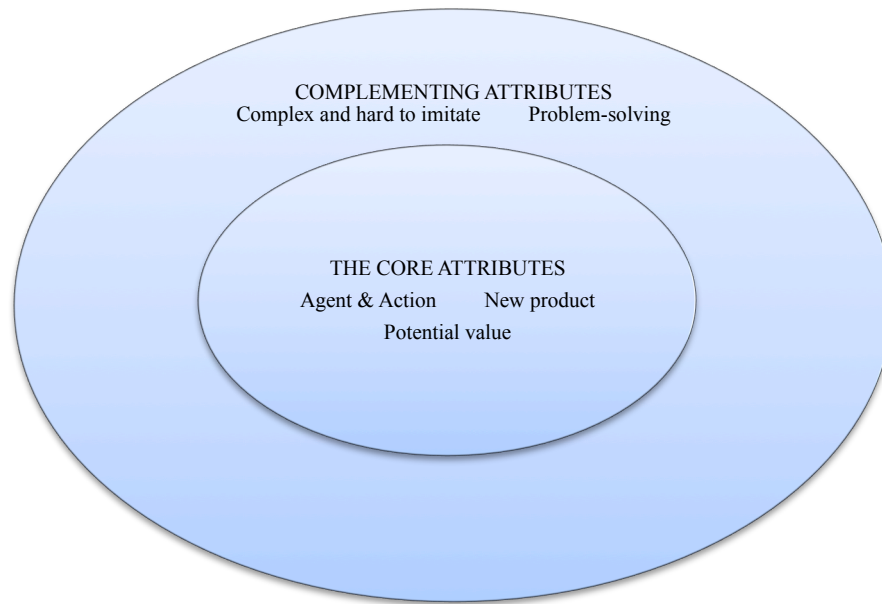 COMPLEMENTING ATTRIBUTES
Complex and hard to imitate Problem-solving
THE CORE ATTRIBUTES
Agent & Action New product
Potential value